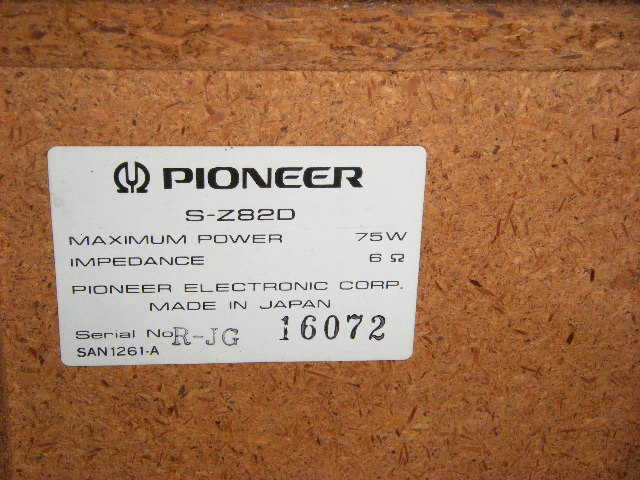 PIONEER
S-Z82D
MAXIMUM POWER 75W
IMPEDANCE 6 Ω
PIONEER ELECTRONIC CORP.
MADE IN JAPAN
Serial No R-JG 16072
SAN1261-A